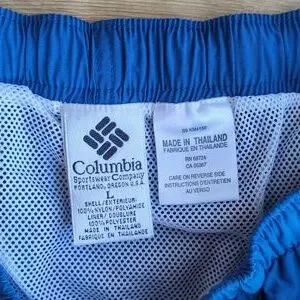 Columbia
Sportswear Company
PORTLAND, OREGON U.S.A.
L
SHELL/EXTERIEUR:
100% NYLON/POLYAMIDE
LINER/DOUBLURE
100% POLYESTER
MADE IN THAILAND
FABRIQUE EN THAILANDE
MADE IN THAILAND
FABRIQUE EN THAILANDE
RN 69724
CA 05367
CARE ON REVERSE SIDE
INSTRUCTIONS D'ENTRETIEN
AU VERSO